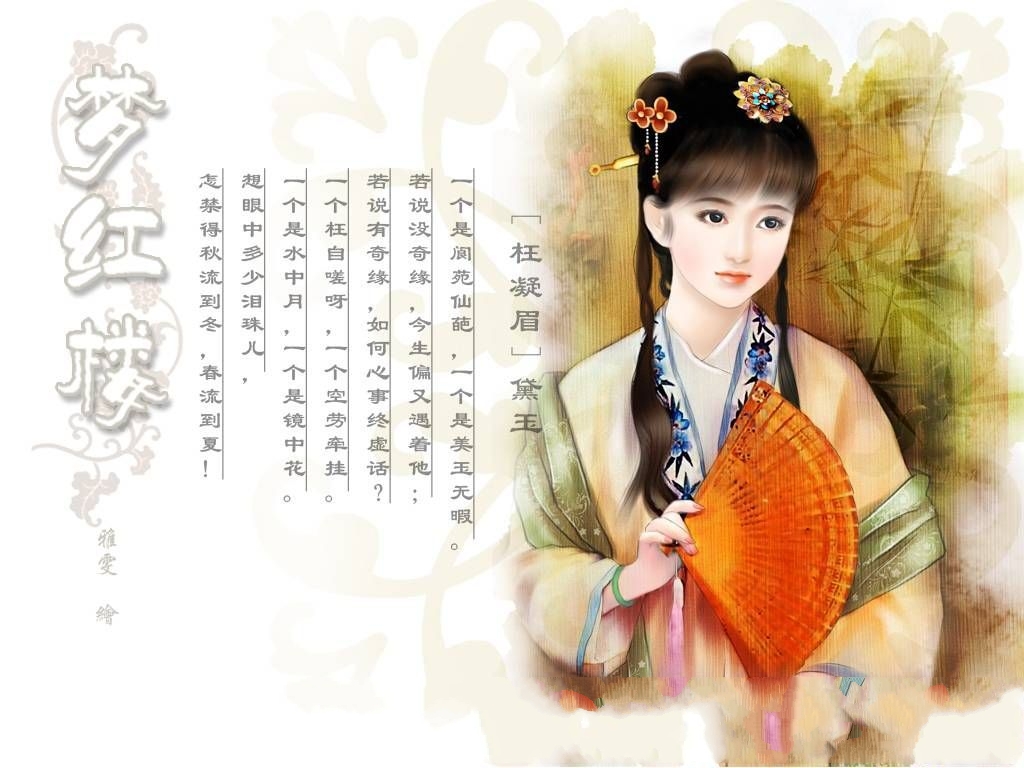 梦红楼
［枉凝眉］黛玉
一个是阆苑仙葩，一个是美玉无暇。
若说没奇缘，今生偏又遇着他；
若说有奇缘，如何心事终虚话？
一个枉自嗟呀，一个空劳牵挂。
一个是水中月，一个是镜中花。
想眼中多少泪珠儿，
怎禁得秋流到冬，春流到夏！
雅雯 繪